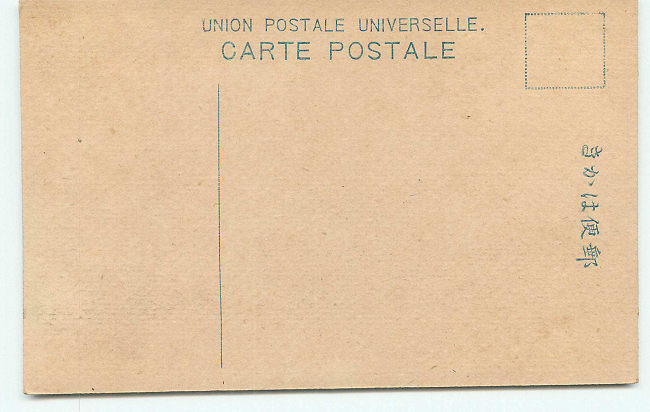 UNION POSTALE UNIVERSELLE.
CARTE POSTALE
郵便はかき